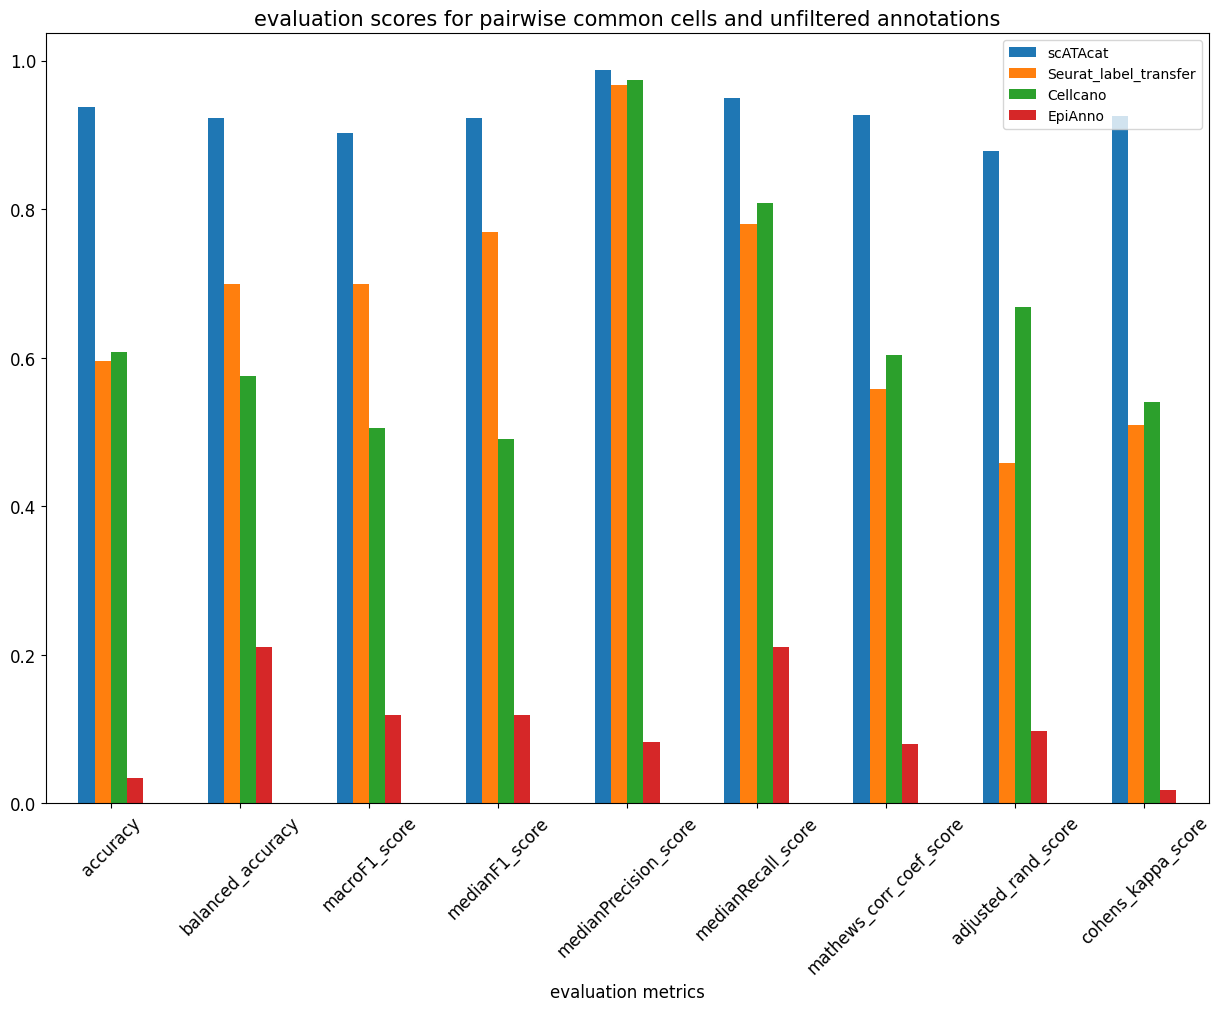 evaluation scores for pairwise common cells and unfiltered annotations
scATAcat
Seurat_label_transfer
Cellcano
EpiAnno
1.0
0.8
0.6
0.4
0.2
0.0
accuracy
balanced_accuracy
macroF1_score
medianF1_score
medianPrecision_score
medianRecall_score
mathews_corr_coef_score
adjusted_rand_score
cohens_kappa_score
evaluation metrics